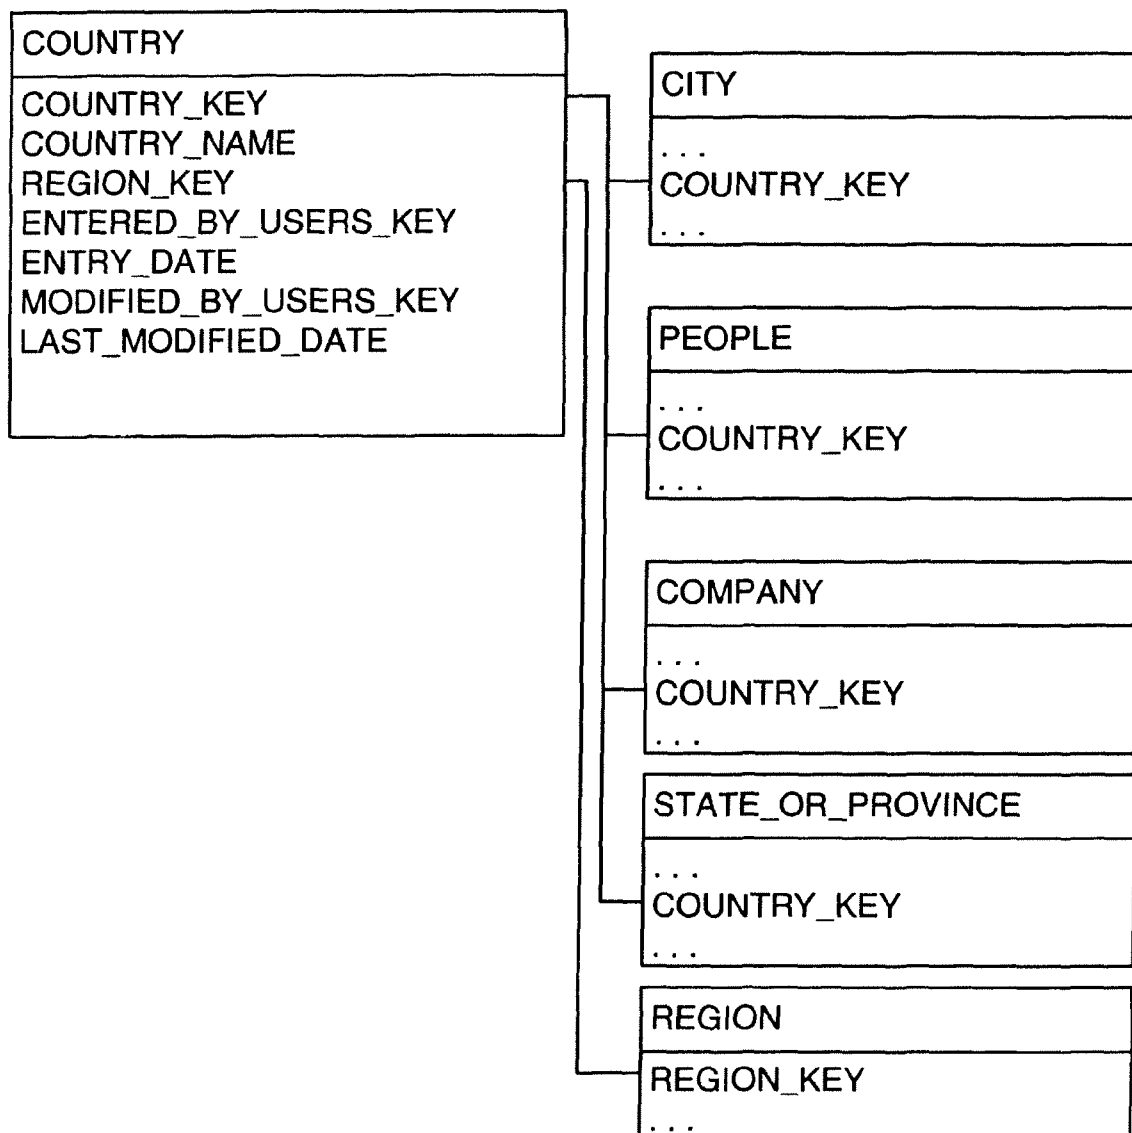 COUNTRY
COUNTRY_KEY
COUNTRY_NAME
REGION_KEY
ENTERED_BY_USERS_KEY
ENTRY_DATE
MODIFIED_BY_USERS_KEY
LAST_MODIFIED_DATE
CITY
. . .
COUNTRY_KEY
. . .
PEOPLE
. . .
COUNTRY_KEY
. . .
COMPANY
. . .
COUNTRY_KEY
. . .
STATE_OR_PROVINCE
. . .
COUNTRY_KEY
. . .
REGION
REGION_KEY
. . .